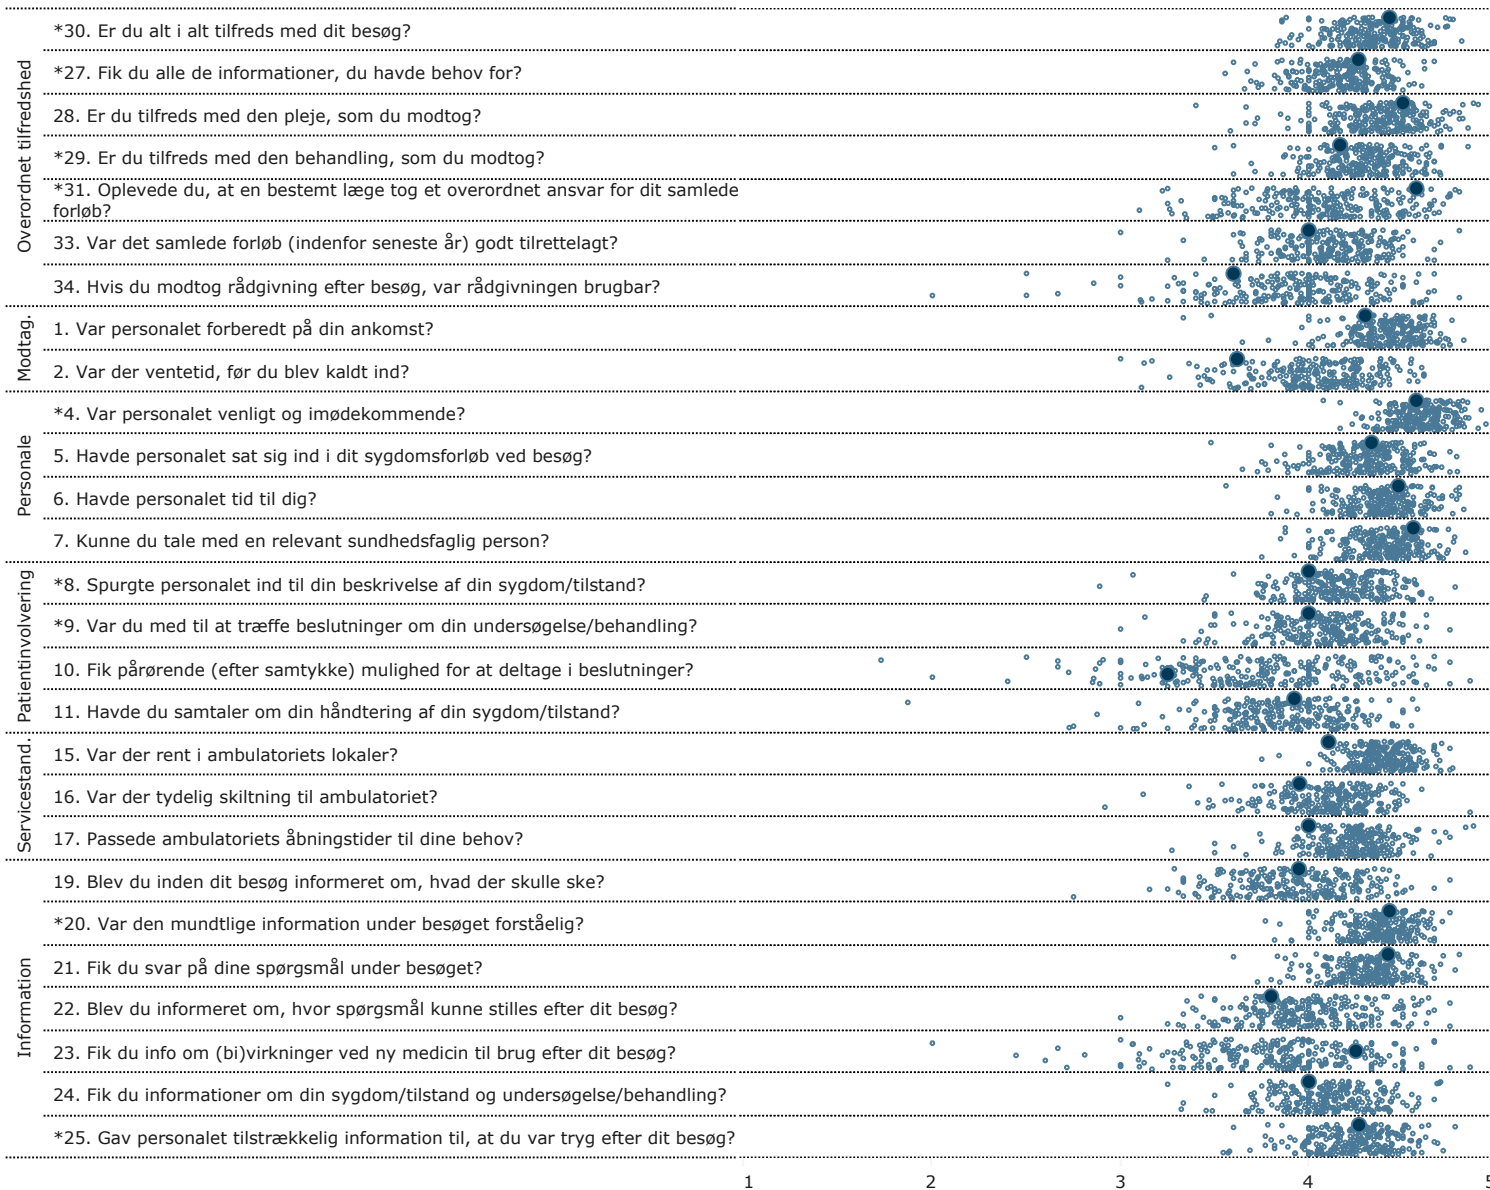 Overordnet tilfredshed
*30. Er du alt i alt tilfreds med dit besøg?
*27. Fik du alle de informationer, du havde behov for?
28. Er du tilfreds med den pleje, som du modtog?
*29. Er du tilfreds med den behandling, som du modtog?
*31. Oplevede du, at en bestemt læge tog et overordnet ansvar for dit samlede
forløb?
33. Var det samlede forløb (indenfor seneste år) godt tilrettelagt?
34. Hvis du modtog rådgivning efter besøg, var rådgivningen brugbar?
Modtag.
1. Var personalet forberedt på din ankomst?
2. Var der ventetid, før du blev kaldt ind?
Personale
*4. Var personalet venligt og imødekommende?
5. Havde personalet sat sig ind i dit sygdomsforløb ved besøg?
6. Havde personalet tid til dig?
7. Kunne du tale med en relevant sundhedsfaglig person?
Patientinvolvering
*8. Spurgte personalet ind til din beskrivelse af din sygdom/tilstand?
*9. Var du med til at træffe beslutninger om din undersøgelse/behandling?
10. Fik pårørende (efter samtykke) mulighed for at deltage i beslutninger?
11. Havde du samtaler om din håndtering af din sygdom/tilstand?
Servicestand.
15. Var der rent i ambulatoriets lokaler?
16. Var der tydelig skiltning til ambulatoriet?
17. Passede ambulatoriets åbningstider til dine behov?
Information
19. Blev du inden dit besøg informeret om, hvad der skulle ske?
*20. Var den mundtlige information under besøget forståelig?
21. Fik du svar på dine spørgsmål under besøget?
22. Blev du informeret om, hvor spørgsmål kunne stilles efter dit besøg?
23. Fik du info om (bi)virkninger ved ny medicin til brug efter dit besøg?
24. Fik du informationer om din sygdom/tilstand og undersøgelse/behandling?
*25. Gav personalet tilstrækkelig information til, at du var tryg efter dit besøg?
1 2 3 4 5